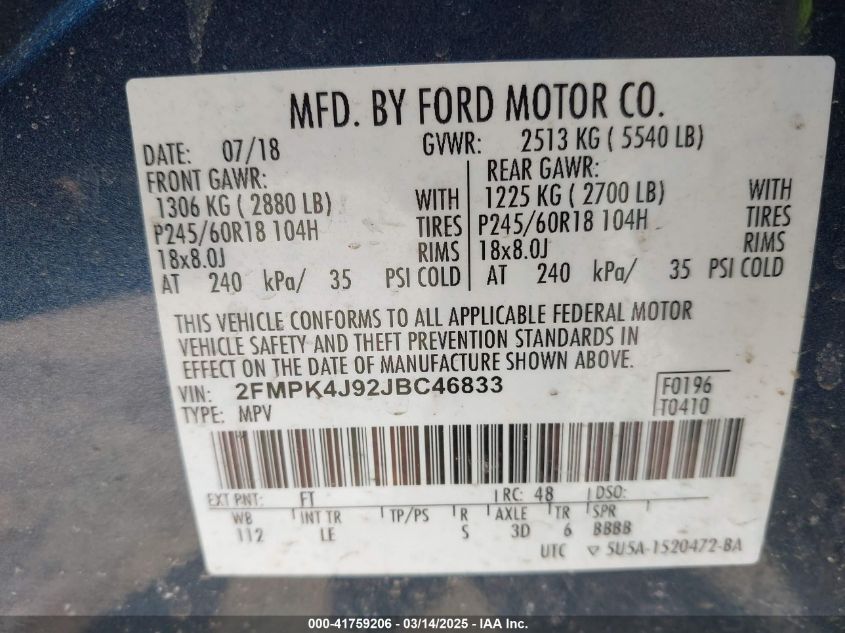 MFD. BY FORD MOTOR CO.
DATE: 07/18 GVWR: 2513 KG ( 5540 LB)
FRONT GAWR: REAR GAWR:
1306 KG ( 2880 LB) WITH 1225 KG ( 2700 LB) WITH
P245/60R18 104H TIRES P245/60R18 104H TIRES
18x8.0J RIMS 18x8.0J RIMS
AT 240 kPa/ 35 PSI COLD AT 240 kPa/ 35 PSI COLD
THIS VEHICLE CONFORMS TO ALL APPLICABLE FEDERAL MOTOR
VEHICLE SAFETY AND THEFT PREVENTION STANDARDS IN
EFFECT ON THE DATE OF MANUFACTURE SHOWN ABOVE.
VIN: 2FMPK4J92JBC46833 F0196
TYPE: MPV T0410
EXT PNT: FT RC: 48 DSO:
WB INT TR TP/PS R AXLE TR SPR
112 LE S 3D 6 BBBB
UTC 5U5A-1520472-BA
000-41759206 - 03/14/2025 - IAA Inc.